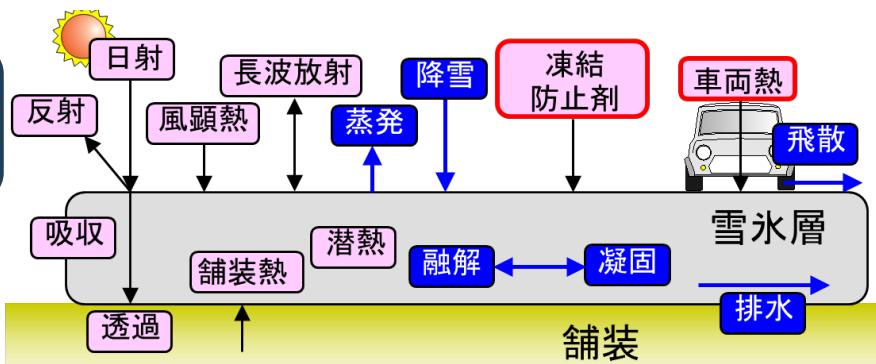 日射
長波放射
降雪
凍結
防止剤
車両熱
反射
風顕熱
蒸発
飛散
吸収
潜熱
雪氷層
舗装熱
融解
凝固
排水
透過
舗装